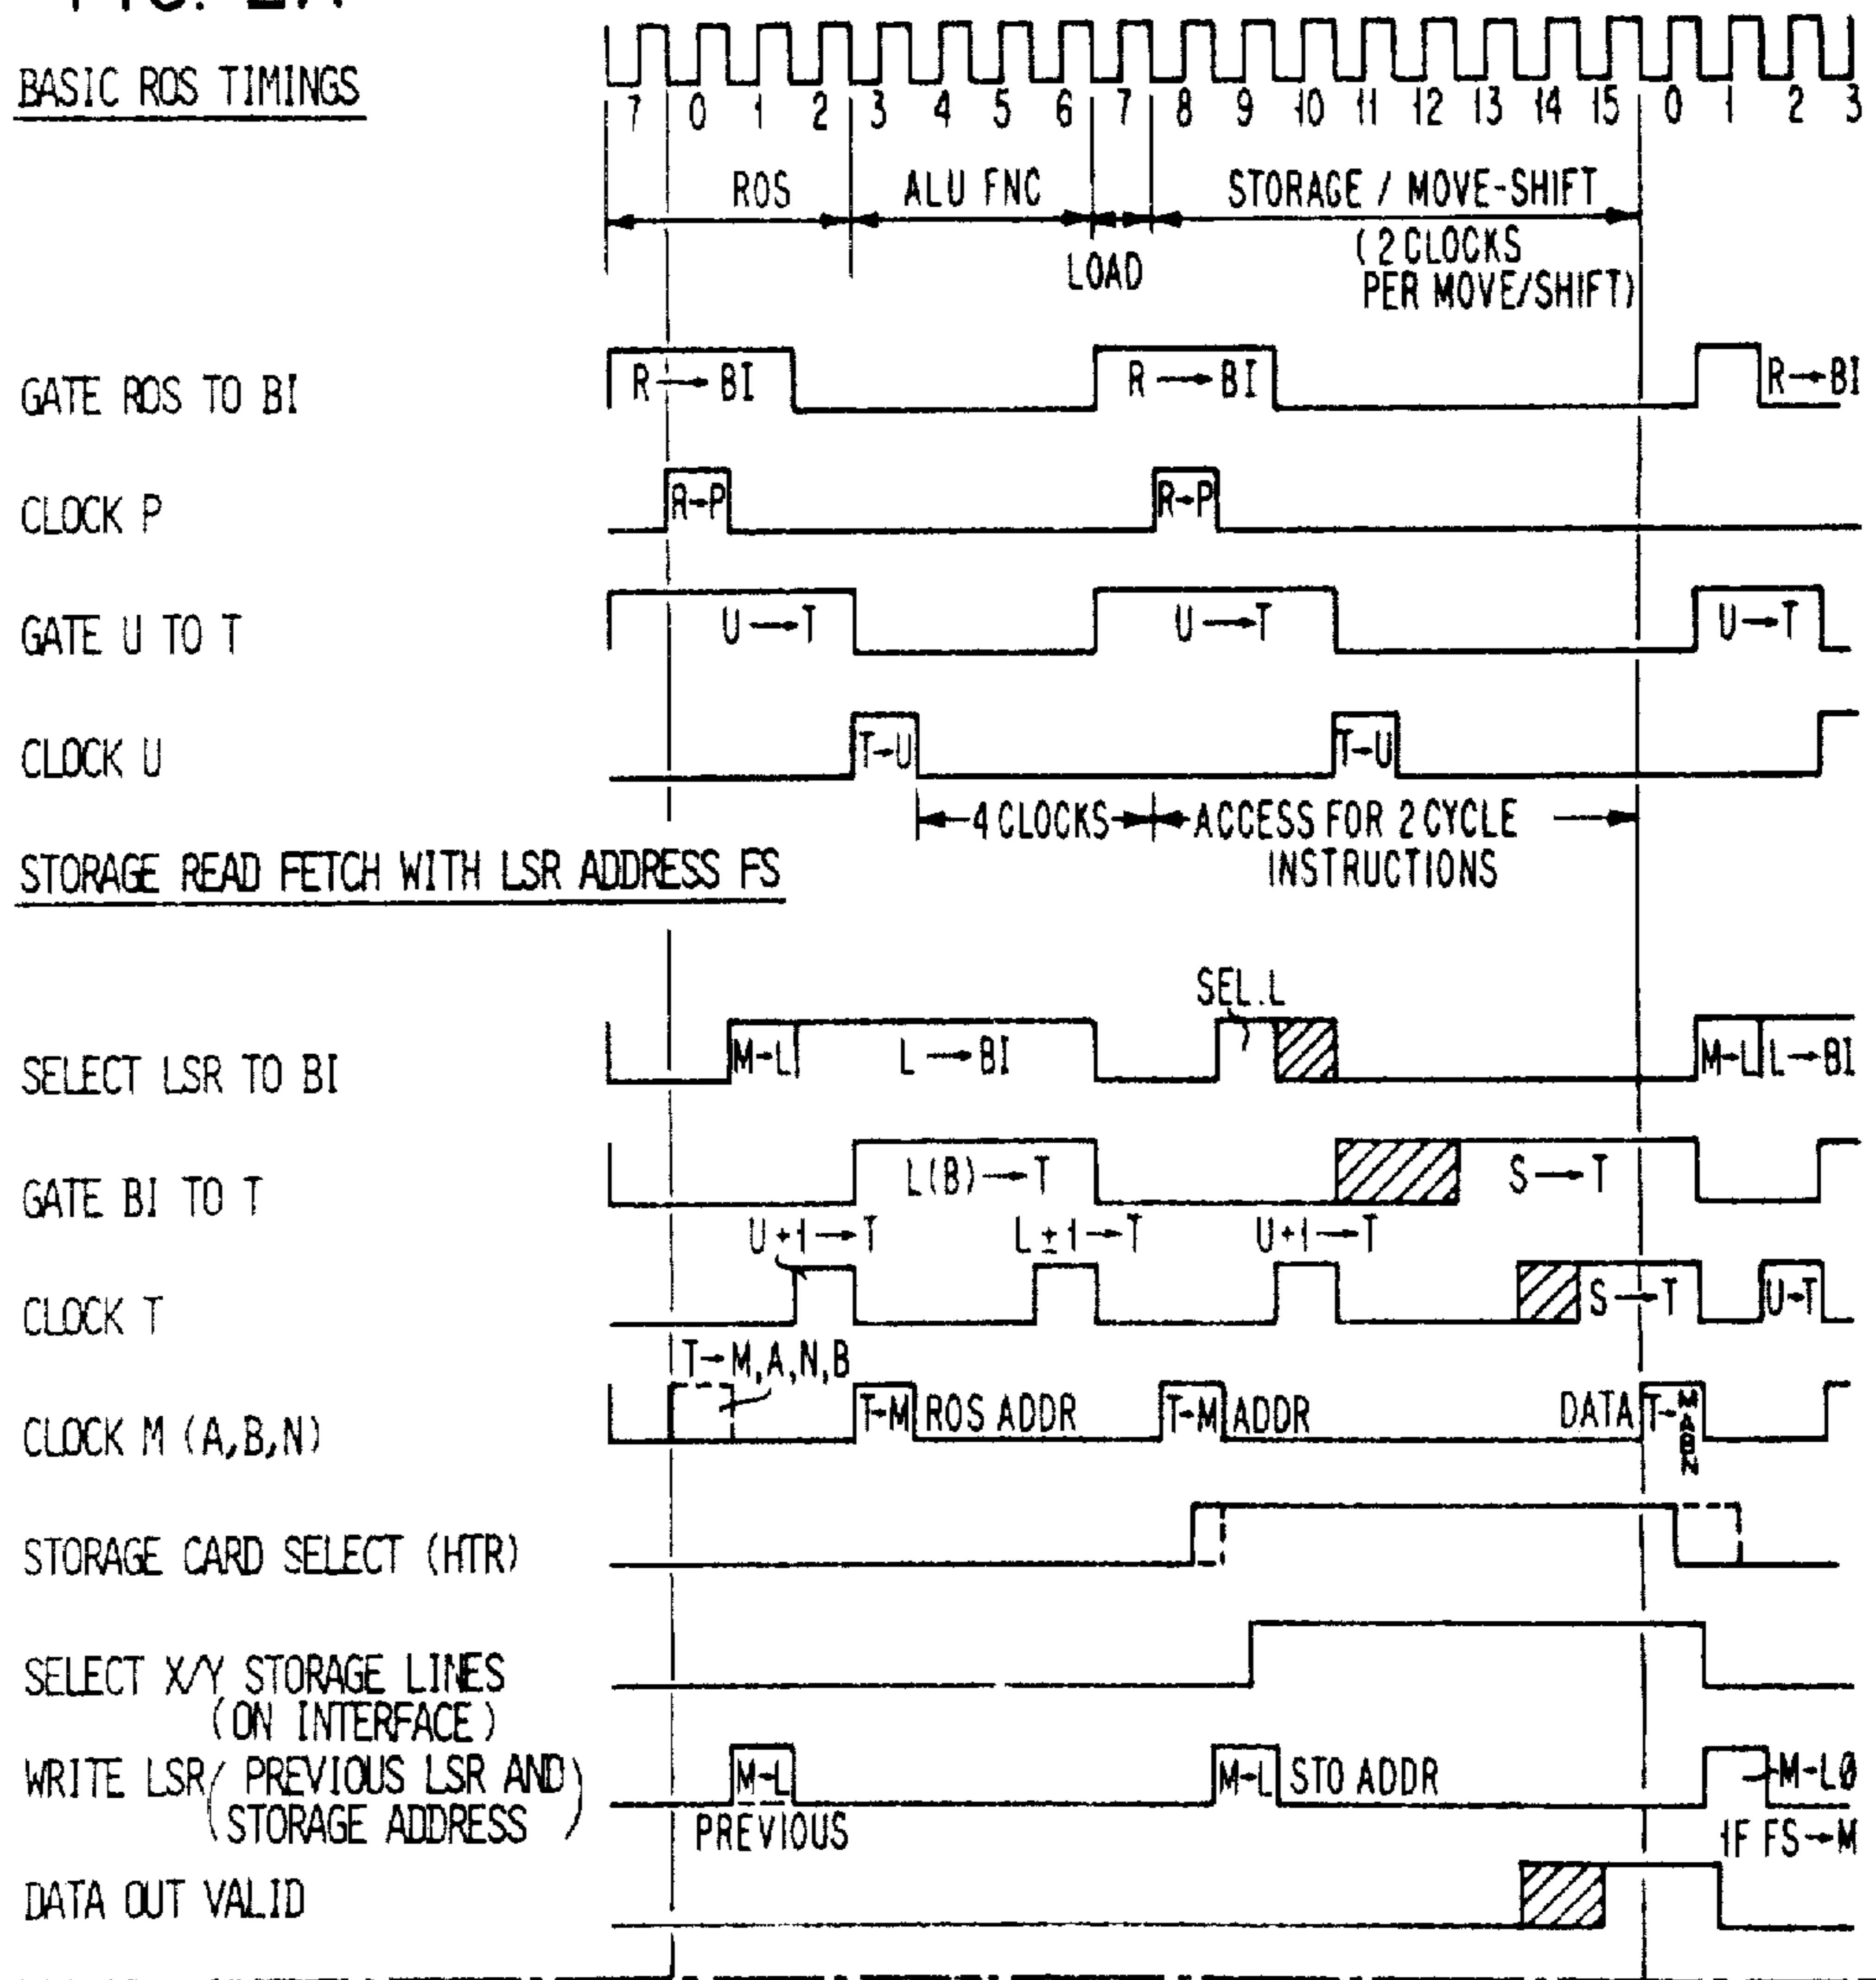 BASIC ROS TIMINGS
7 0 1 2 3 4 5 6 7 8 9 10 11 12 13 14 15 0 1 2 3
ROS ALU FNC STORAGE / MOVE-SHIFT
LOAD (2 CLOCKS
PER MOVE/SHIFT)
GATE ROS TO BI R→BI R→BI R→BI
CLOCK P R→P R→P
GATE U TO T U→T U→T U→T
CLOCK U T→U T→U
4 CLOCKS ACCESS FOR 2 CYCLE
INSTRUCTIONS
STORAGE READ FETCH WITH LSR ADDRESS FS
SEL.L
SELECT LSR TO BI M→L L→BI M→L L→BI
GATE BI TO T L(B)→T S→T
U+1→T L±1→T U+1→T
CLOCK T S→T U→T
T→M,A,N,B
CLOCK M (A,B,N) T→M ROS ADDR T→M ADDR DATA T→MABN
STORAGE CARD SELECT (HTR)
SELECT X/Y STORAGE LINES
(ON INTERFACE)
WRITE LSR (PREVIOUS LSR AND M→L M→L STO ADDR M→LØ
STORAGE ADDRESS) PREVIOUS IF FS→M
DATA OUT VALID